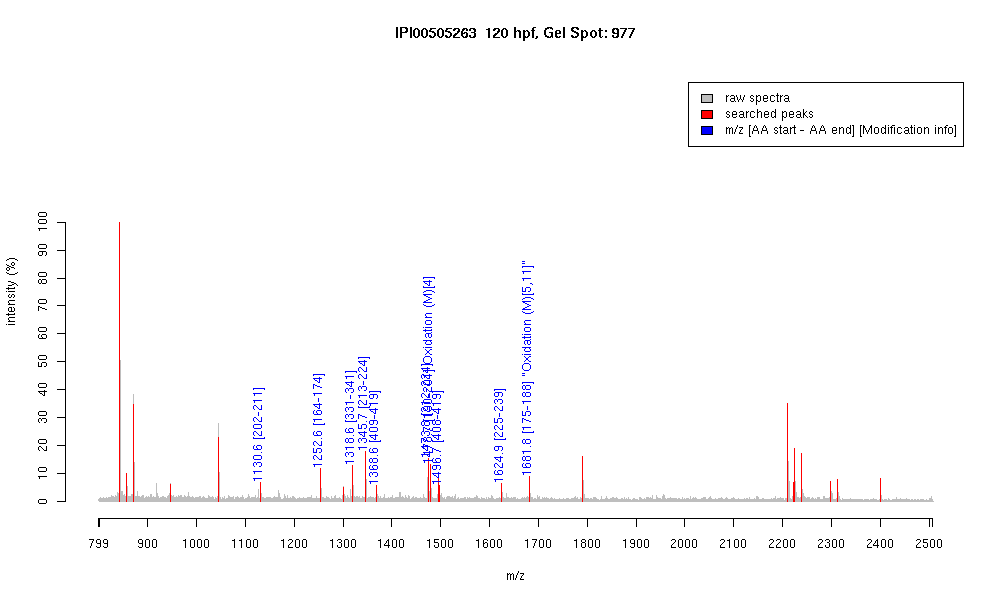 IPI00505263 120 hpf, Gel Spot: 977
raw spectra
searched peaks
m/z [AA start - AA end] [Modification info]
intensity (%)
100
90
80
70
60
50
40
30
20
10
0
1130.6 [202-211]
1252.6 [164-174]
1318.6 [331-341]
1345.7 [213-224]
1368.6 [409-419]
Oxidation (M)[4]
1496.7 [408-419]
1624.9 [225-239]
1681.8 [175-188] "Oxidation (M)[5,11]"
799 900 1000 1100 1200 1300 1400 1500 1600 1700 1800 1900 2000 2100 2200 2300 2400 2500
m/z